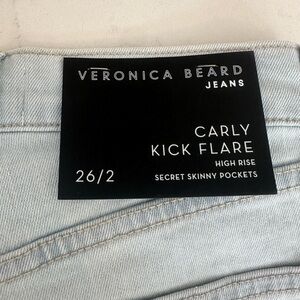 VERONICA BEARD
JEANS
CARLY
KICK FLARE
HIGH RISE
26/2 SECRET SKINNY POCKETS